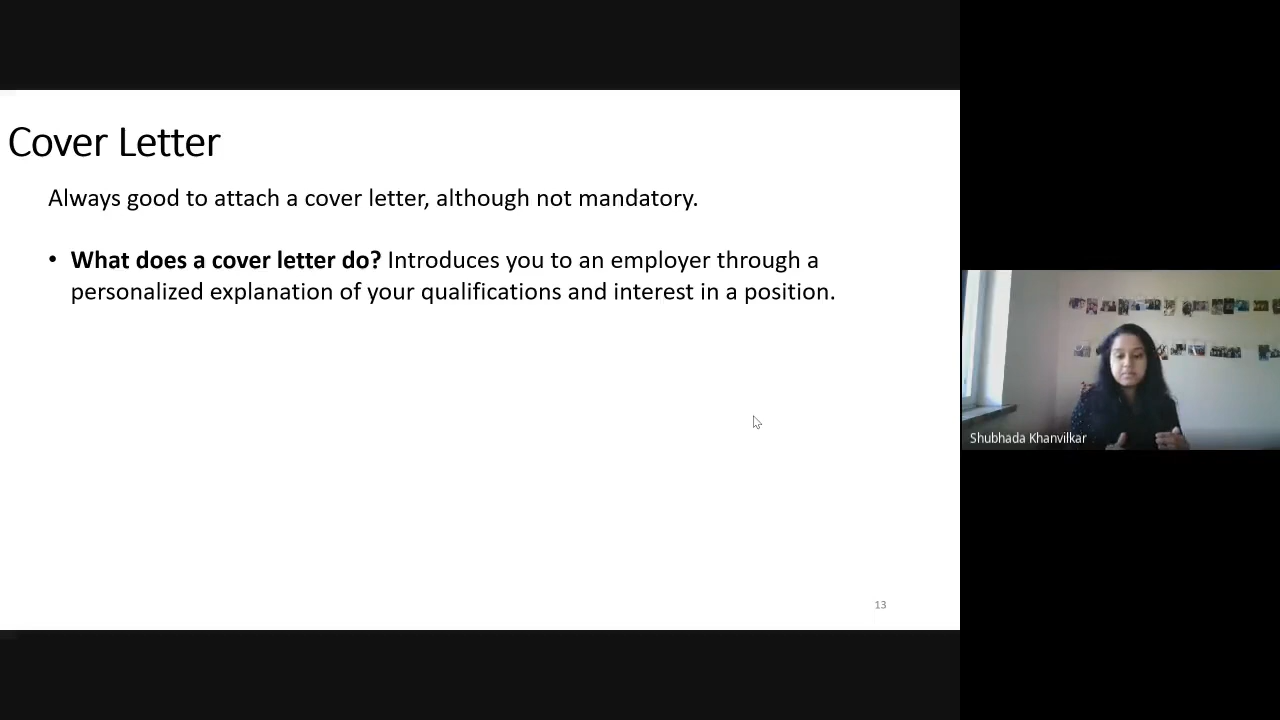 Cover Letter
Always good to attach a cover letter, although not mandatory.
• What does a cover letter do? Introduces you to an employer through a
personalized explanation of your qualifications and interest in a position.
Shubhada Khanvilkar
13